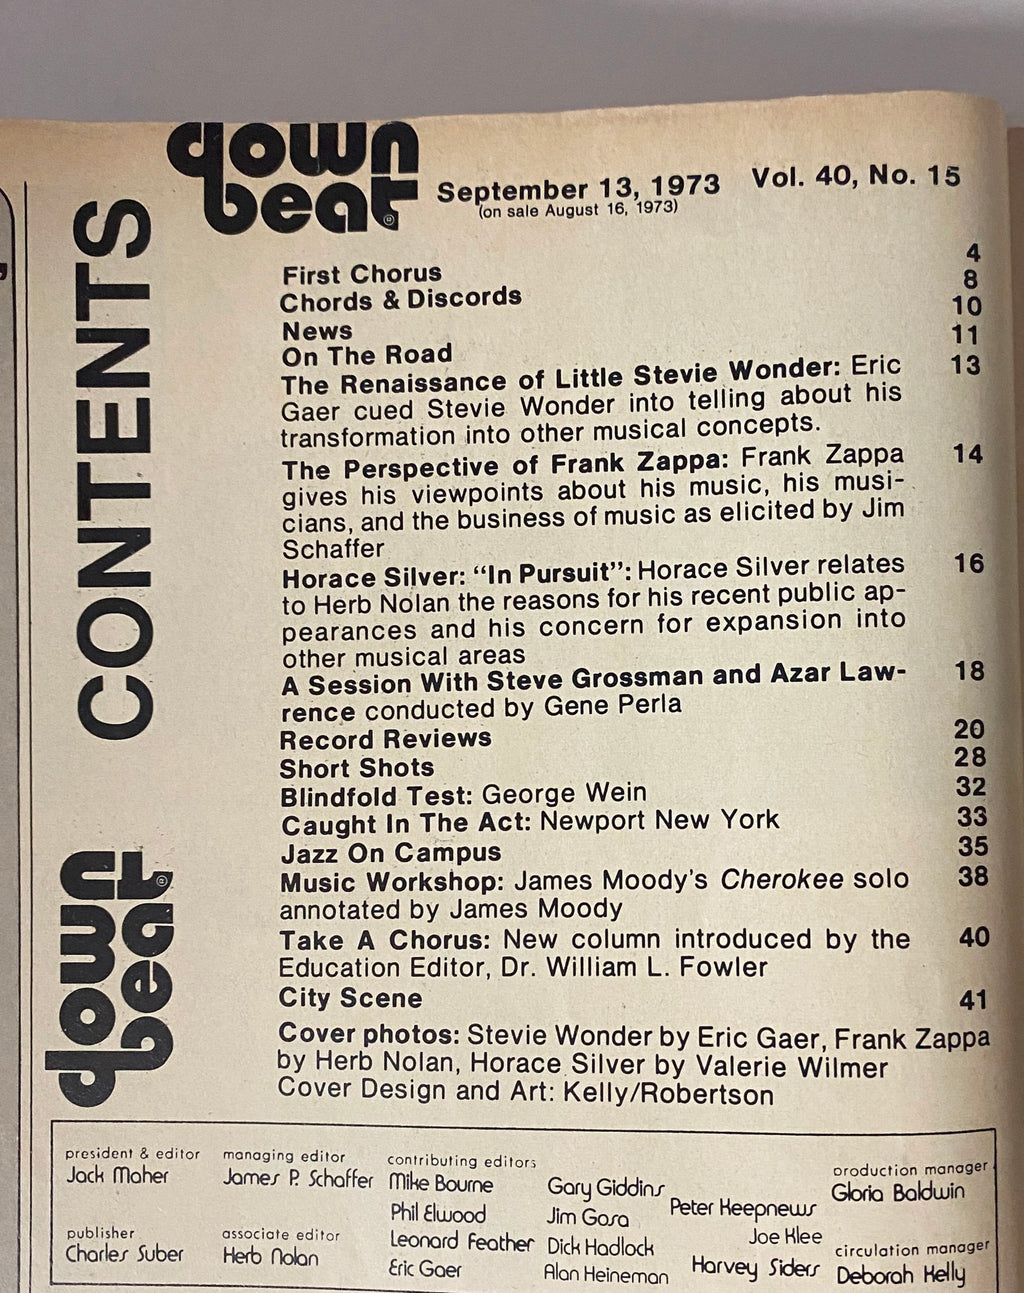 down
beat
September 13, 1973 Vol. 40, No. 15
(on sale August 16, 1973)
CONTENTS
First Chorus 4
Chords & Discords 8
News 10
On The Road 11
The Renaissance of Little Stevie Wonder: Eric 13
Gaer cued Stevie Wonder into telling about his
transformation into other musical concepts.
The Perspective of Frank Zappa: Frank Zappa 14
gives his viewpoints about his music, his musi-
cians, and the business of music as elicited by Jim
Schaffer
Horace Silver: “In Pursuit”: Horace Silver relates 16
to Herb Nolan the reasons for his recent public ap-
pearances and his concern for expansion into
other musical areas
A Session With Steve Grossman and Azar Law- 18
rence conducted by Gene Perla
Record Reviews 20
Short Shots 28
Blindfold Test: George Wein 32
Caught In The Act: Newport New York 33
Jazz On Campus 35
Music Workshop: James Moody’s Cherokee solo 38
annotated by James Moody
Take A Chorus: New column introduced by the 40
Education Editor, Dr. William L. Fowler
City Scene 41
Cover photos: Stevie Wonder by Eric Gaer, Frank Zappa
by Herb Nolan, Horace Silver by Valerie Wilmer
Cover Design and Art: Kelly/Robertson
down
beat
president & editor
Jack Maher
publisher
Charles Suber
managing editor
James P. Schaffer
associate editor
Herb Nolan
contributing editors
Mike Bourne
Phil Elwood
Leonard Feather
Eric Gaer
Gary Giddins
Jim Gosa
Dick Hadlock
Alan Heineman
Peter Keepnews
Joe Klee
Harvey Siders
production manager
Gloria Baldwin
circulation manager
Deborah Kelly